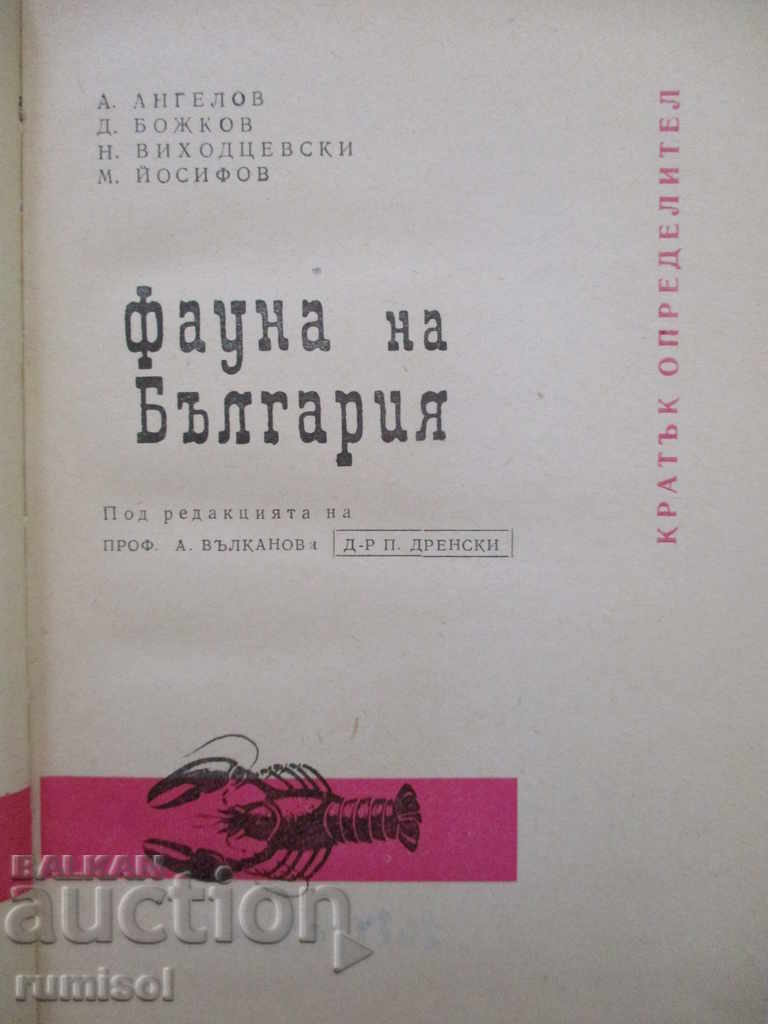 А. АНГЕЛОВ
Д. БОЖКОВ
Н. ВИХОДЦЕВСКИ
М. ЙОСИФОВ
фауна на
България
Под редакцията на
ПРОФ. А. ВЪЛКАНОВ и Д-Р П. ДРЕНСКИ
КРАТЪК ОПРЕДЕЛИТЕЛ
BALKAN
auction
rumisol